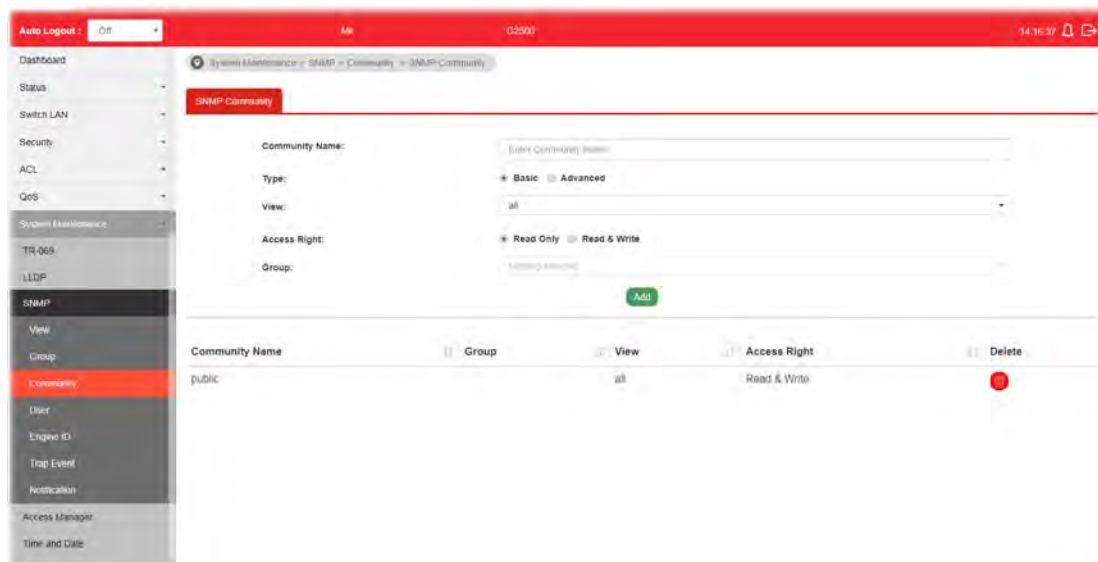 Auto Logout : Off G2500 14:16:37
System Maintenance > SNMP > Community > SNMP Community
SNMP Community
Dashboard
Status
Switch LAN
Security
ACL
QoS
System Maintenance
TR-069
LLDP
SNMP
View
Group
Community
User
Engine ID
Trap Event
Notification
Access Manager
Time and Date
Community Name: Enter Community Name
Type: Basic Advanced
View: all
Access Right: Read Only Read & Write
Group:
Add
Community Name Group View Access Right Delete
public all Read & Write